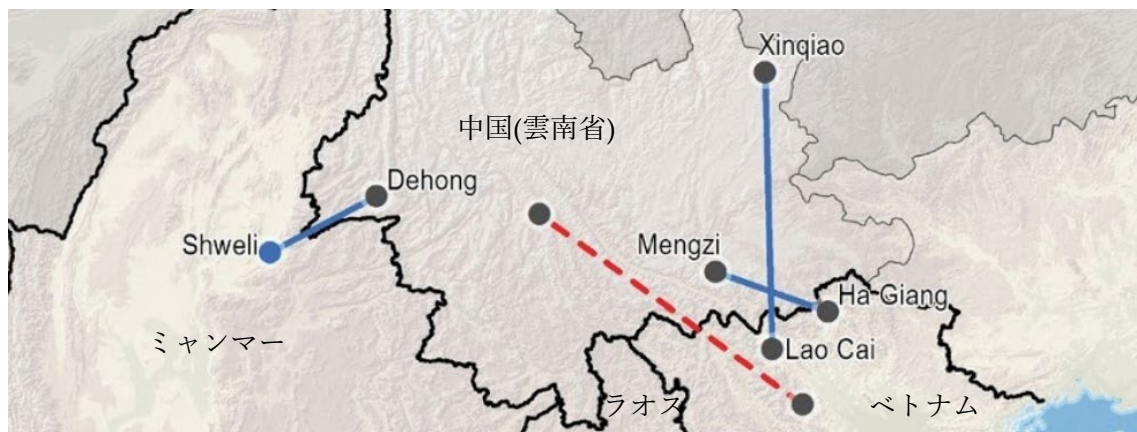 Xinqiao
中国(雲南省)
Dehong
Shweli
Mengzi
Ha Giang
ミャンマー
Lao Cai
ラオス
ベトナム